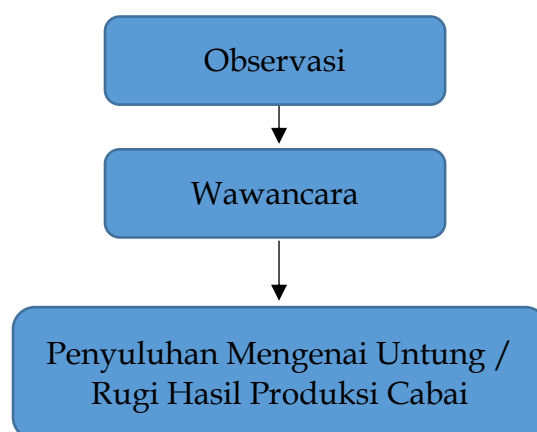 Observasi
Wawancara
Penyuluhan Mengenai Untung /
Rugi Hasil Produksi Cabai